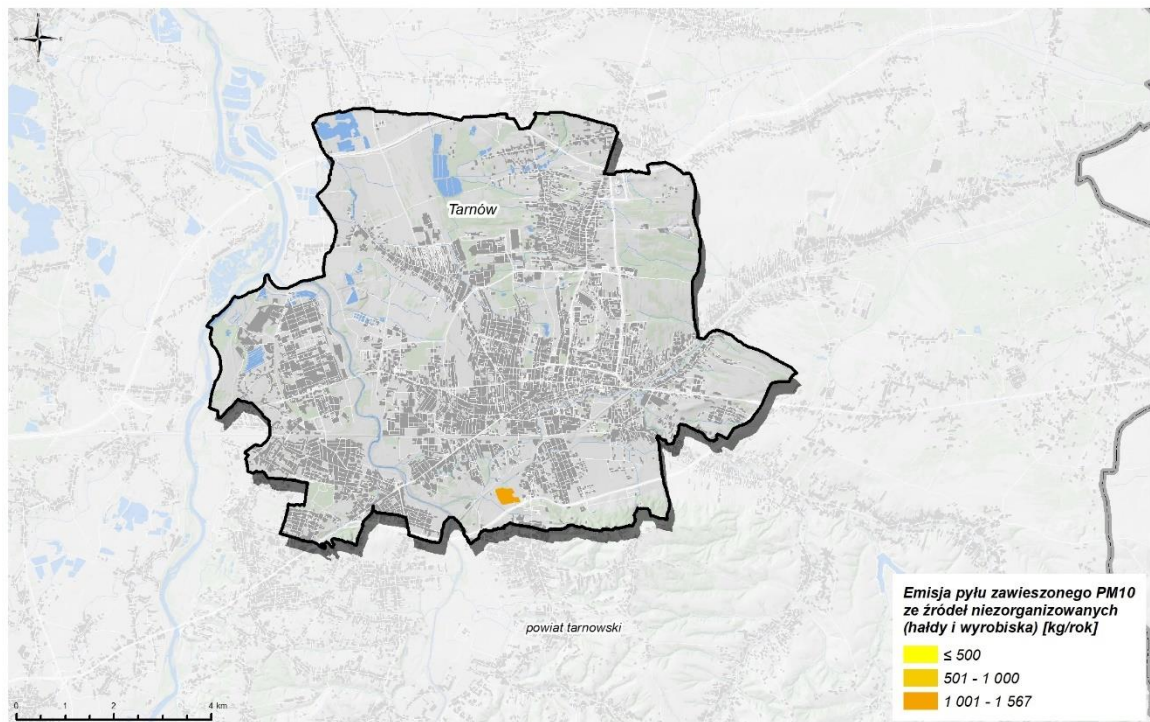 N
W E
S
Tarnów
powiat tarnowski
Emisja pyłu zawieszonego PM10
ze źródeł niezorganizowanych
(hałdy i wyrobiska) [kg/rok]
≤ 500
501 - 1 000
1 001 - 1 567
0 1 2 4 km